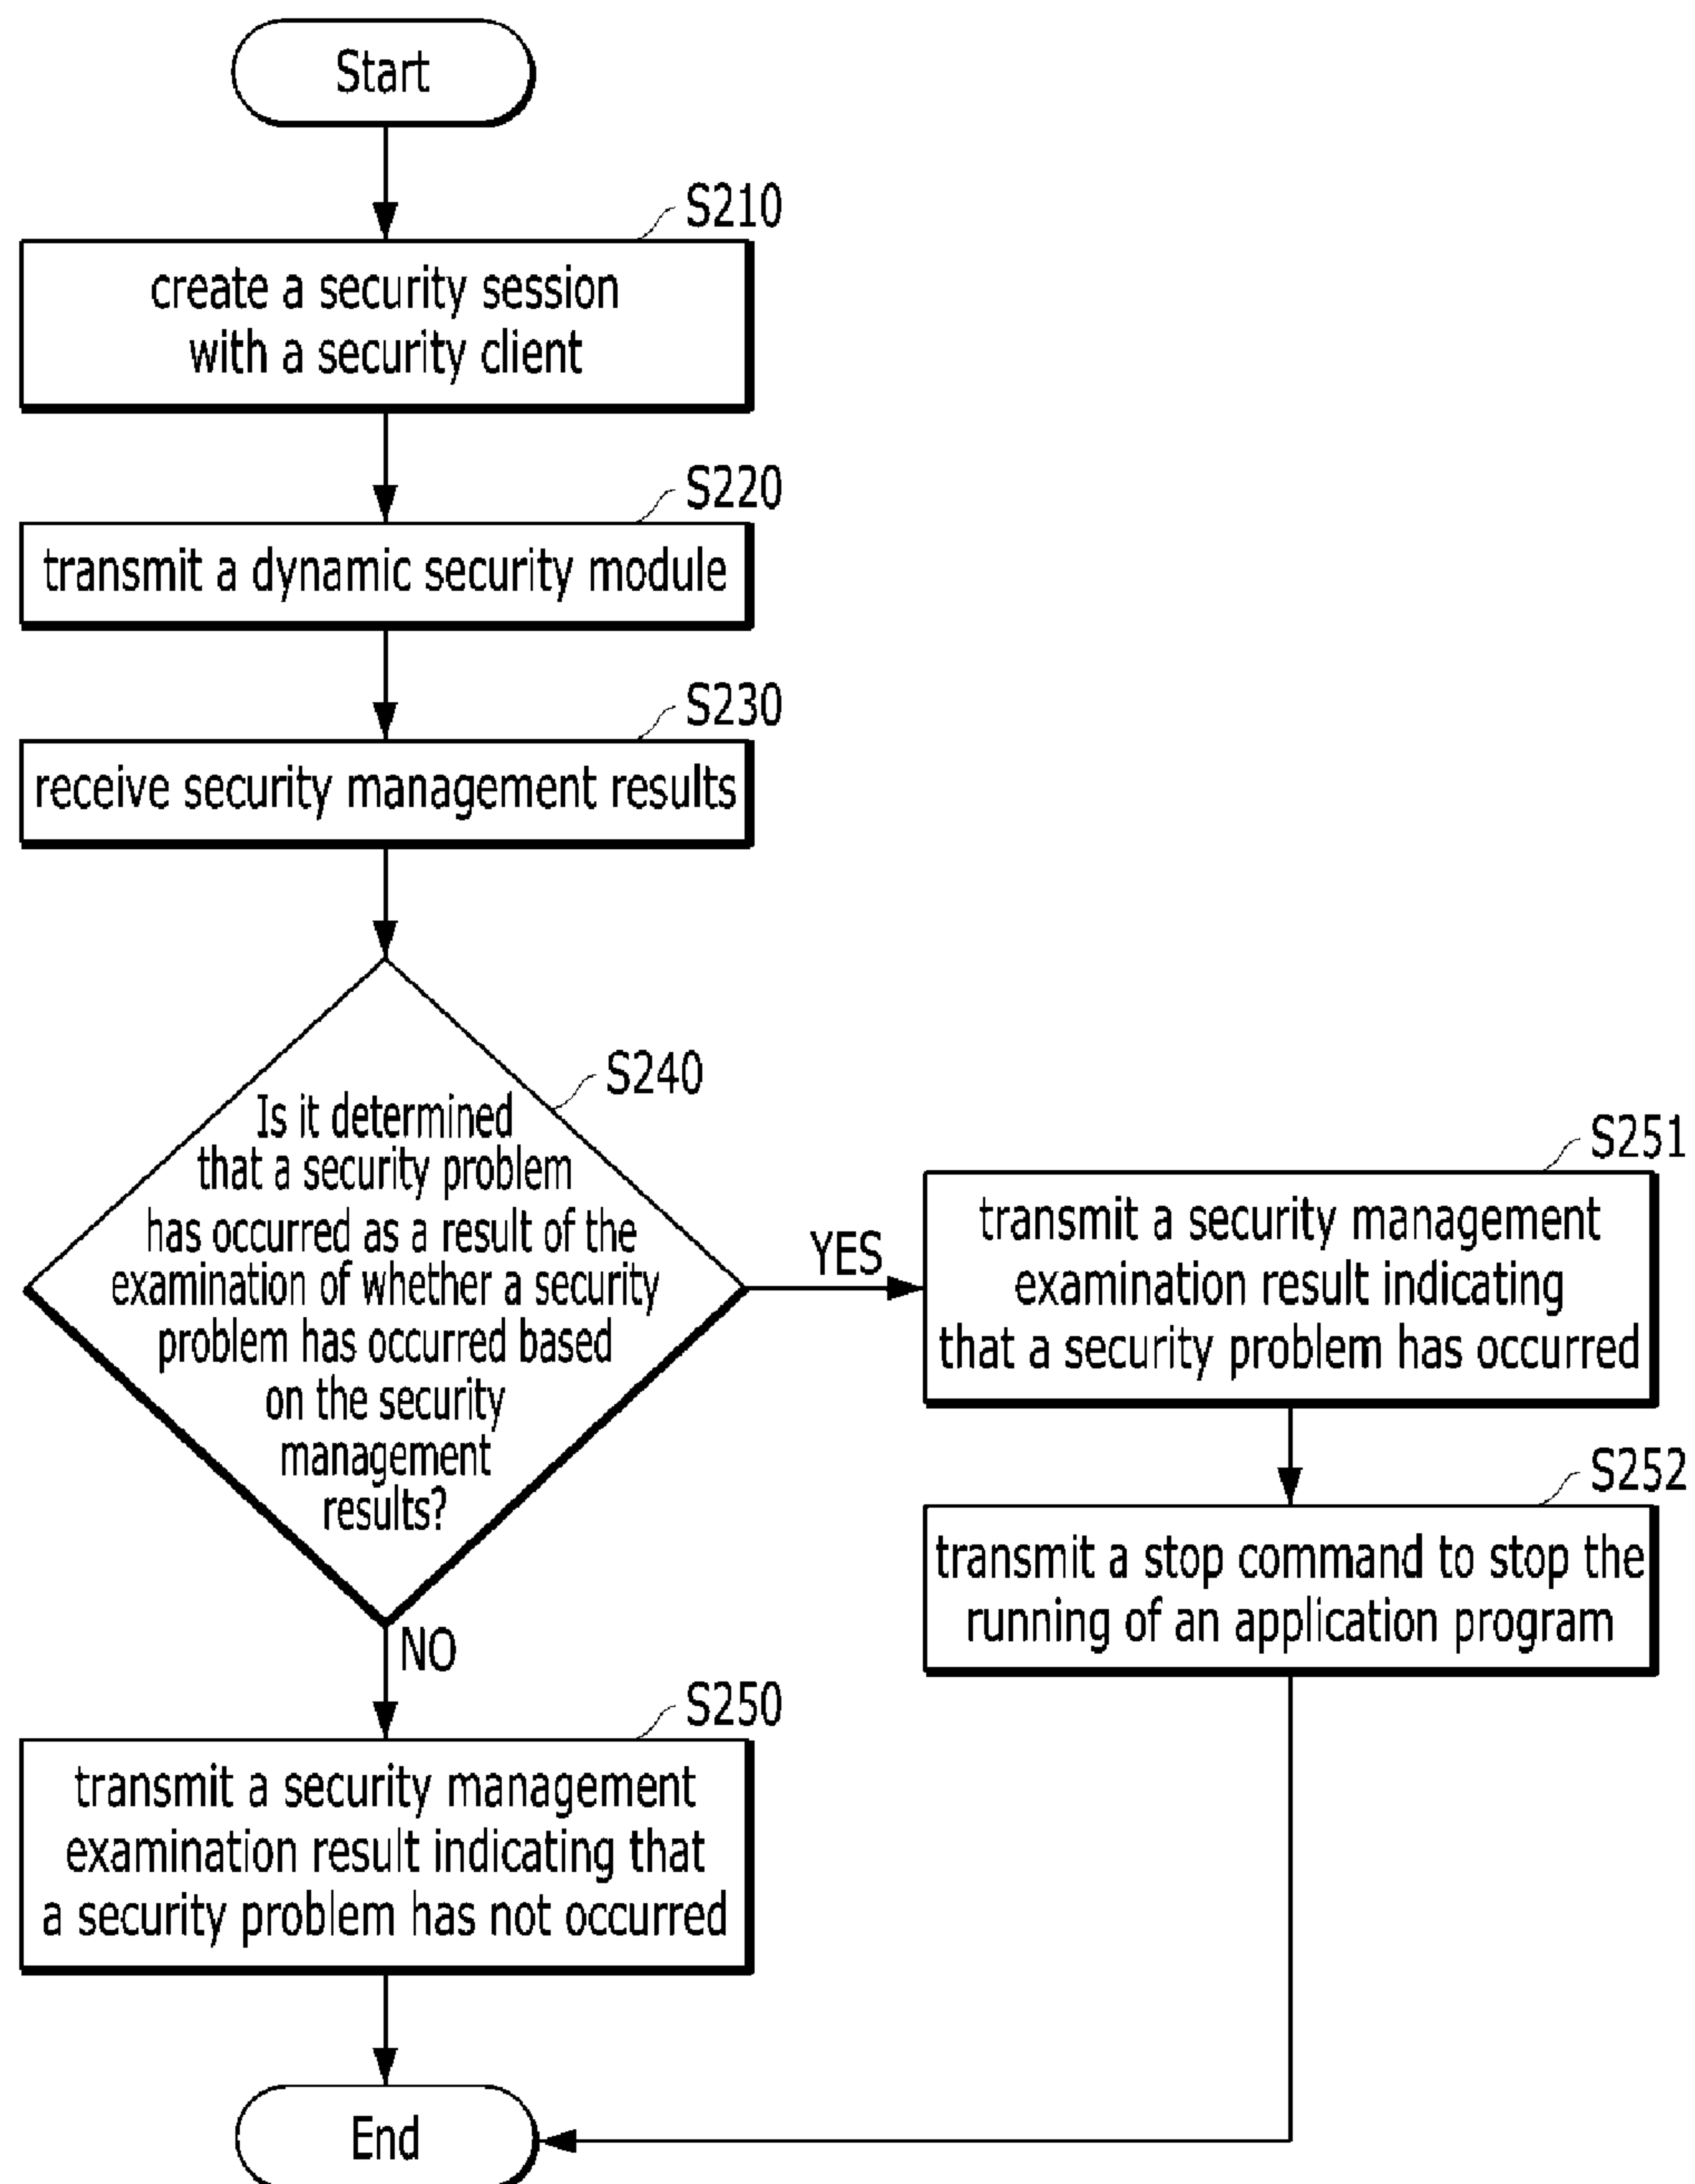 Start
S210
create a security session
with a security client
S220
transmit a dynamic security module
S230
receive security management results
S240
Is it determined
that a security problem
has occurred as a result of the
examination of whether a security
problem has occurred based
on the security
management
results?
YES
S251
transmit a security management
examination result indicating
that a security problem has occurred
S252
transmit a stop command to stop the
running of an application program
NO
S250
transmit a security management
examination result indicating that
a security problem has not occurred
End